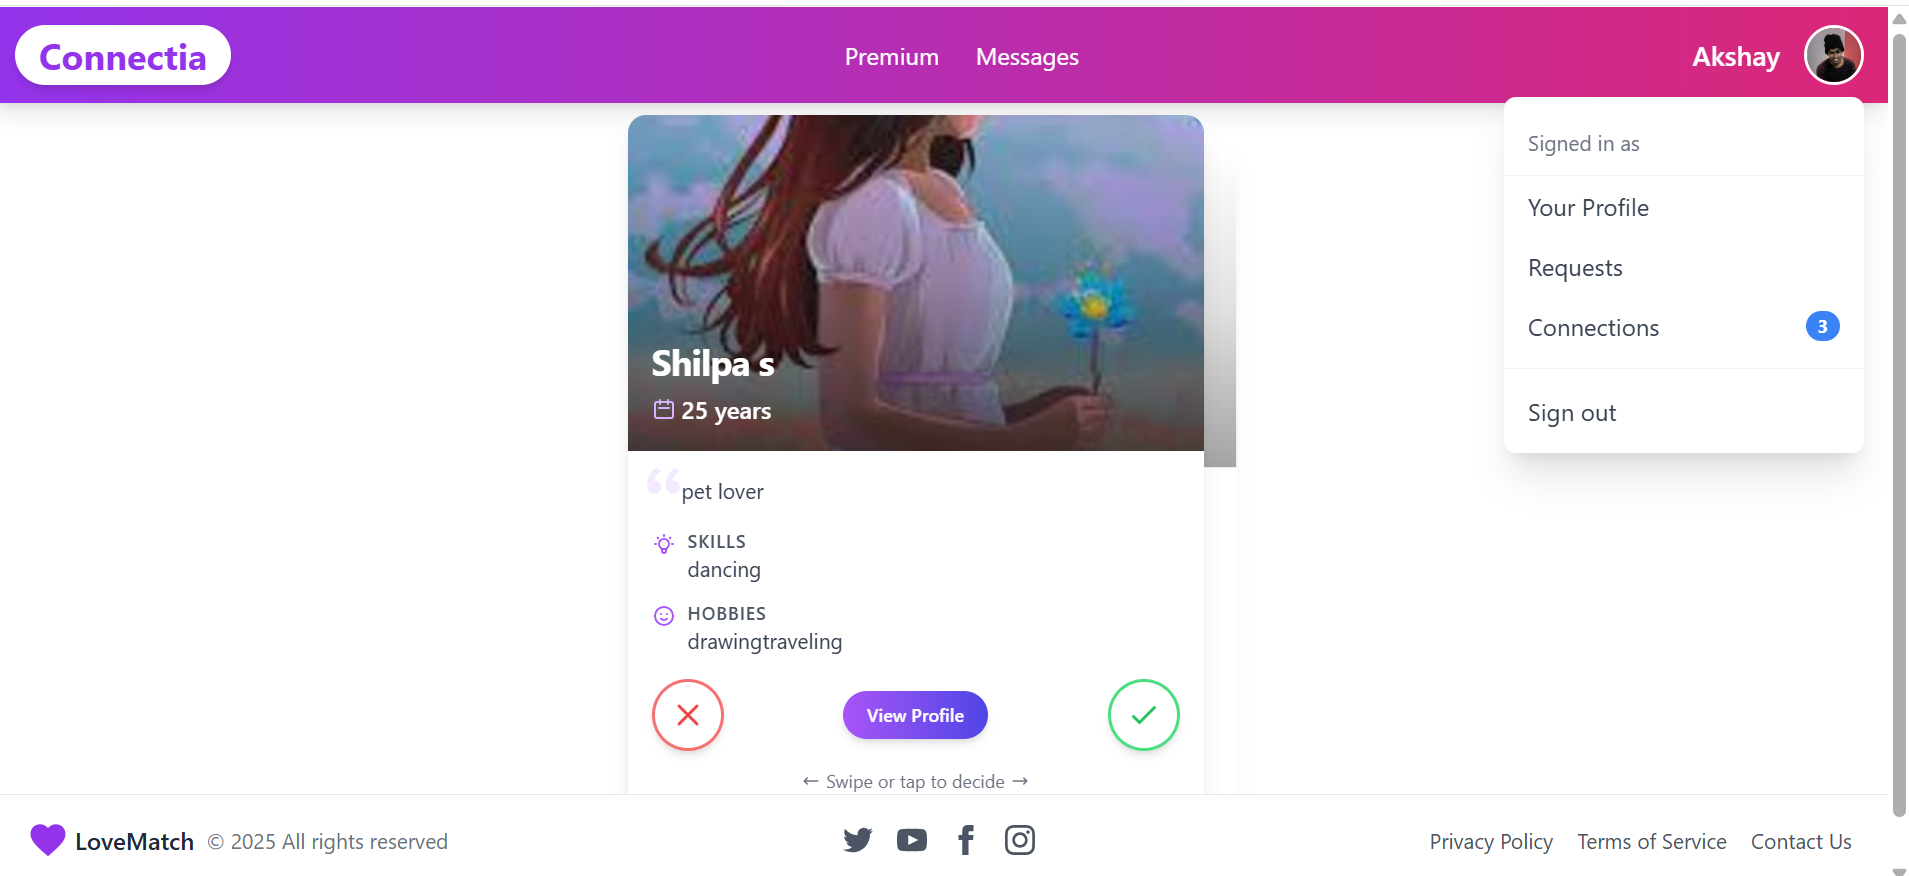 Connectia
Premium
Messages
Akshay
Signed in as
Your Profile
Requests
Connections
3
Sign out
Shilpa s
25 years
“
pet lover
SKILLS
dancing
HOBBIES
drawingtraveling
View Profile
← Swipe or tap to decide →
LoveMatch © 2025 All rights reserved
Privacy Policy
Terms of Service
Contact Us